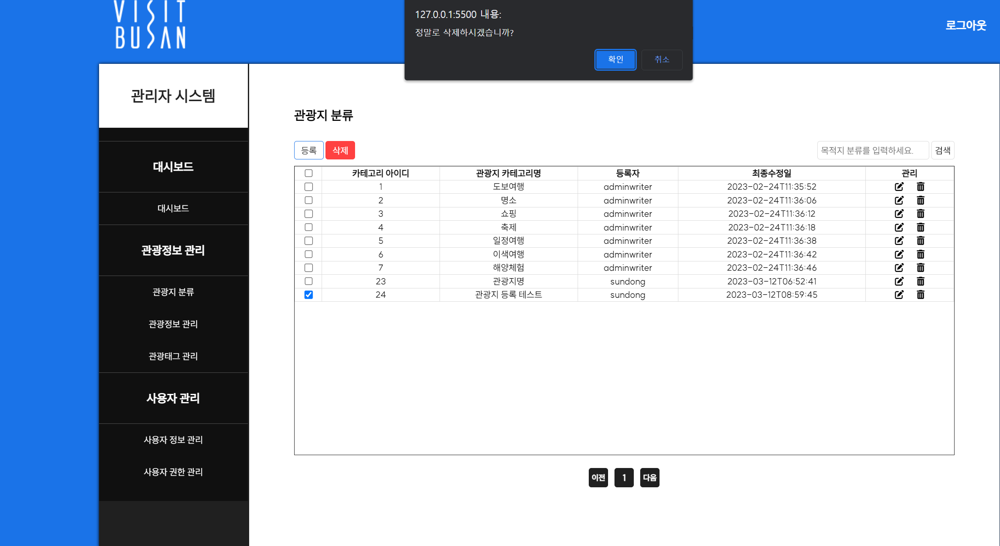 VISIT
BUSAN
127.0.0.1:5500 내용:
정말로 삭제하시겠습니까?
확인 취소
로그아웃
관리자 시스템
대시보드
대시보드
관광정보 관리
관광지 분류
관광정보 관리
관광태그 관리
사용자 관리
사용자 정보 관리
사용자 권한 관리
관광지 분류
등록 삭제 목적지 분류를 입력하세요. 검색
카테고리 아이디 관광지 카테고리명 등록자 최종수정일 관리
1 도보여행 adminwriter 2023-02-24T11:35:52
2 명소 adminwriter 2023-02-24T11:36:06
3 쇼핑 adminwriter 2023-02-24T11:36:12
4 축제 adminwriter 2023-02-24T11:36:18
5 일정여행 adminwriter 2023-02-24T11:36:38
6 이색여행 adminwriter 2023-02-24T11:36:42
7 해양체험 adminwriter 2023-02-24T11:36:46
23 관광지명 sundong 2023-03-12T06:52:41
24 관광지 등록 테스트 sundong 2023-03-12T08:59:45
이전 1 다음